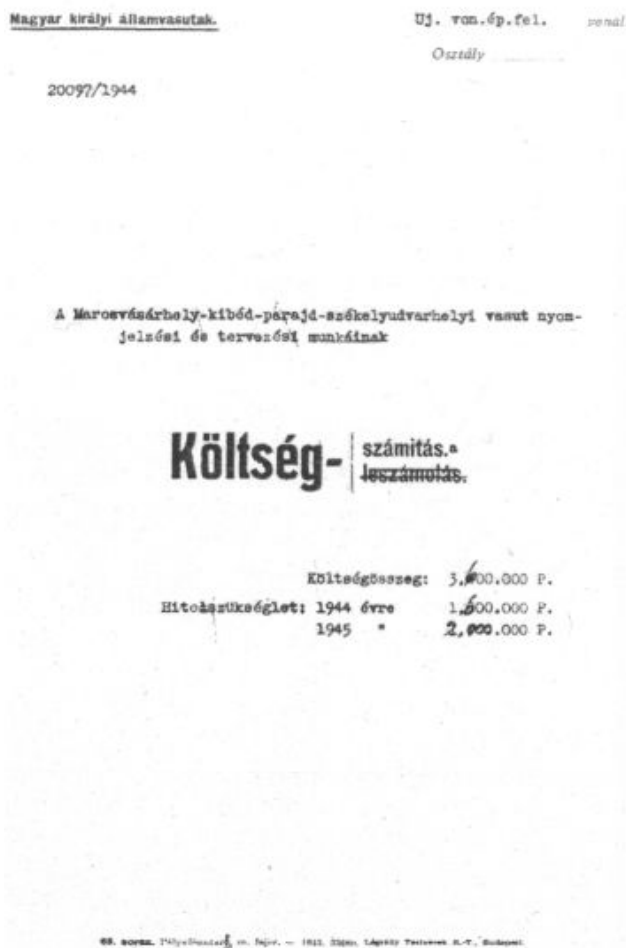 Magyar királyi államvasutak.
Uj. von.ép.fel.
Osztály
20097/1944
A Marosvásárhely-kibéd-parajd-székelyudvarhelyi vasut nyom-
jelzési és tervezési munkáinak
Költség-
számitás.a
leszámolás.
Költségösszeg: 3.600.000 P.
Hitelszükséglet: 1944 évre 1.600.000 P.
1945 " 2.000.000 P.